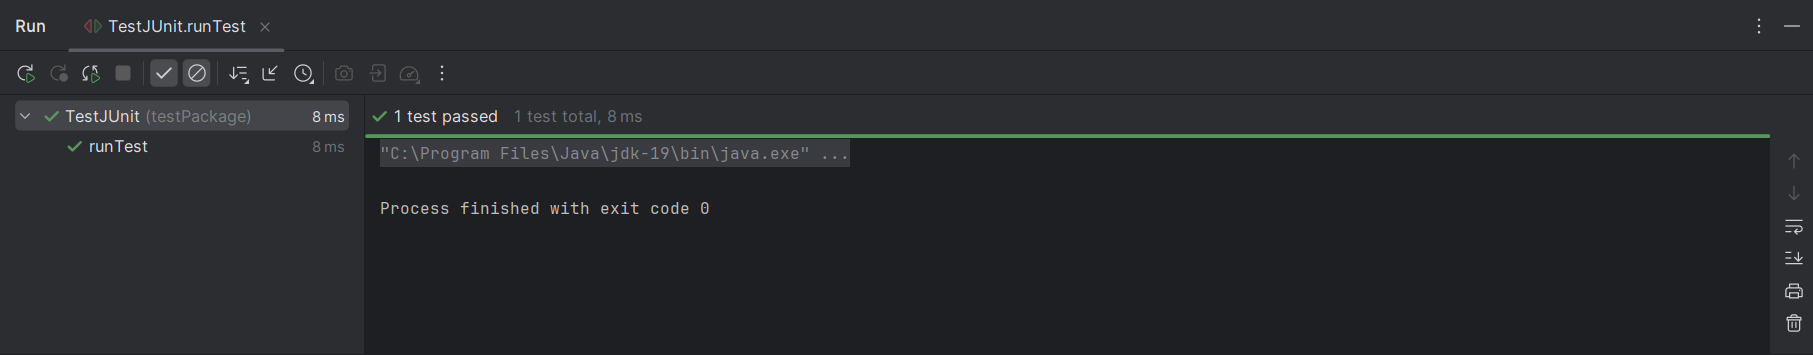 Run TestJUnit.runTest
TestJUnit (testPackage) 8 ms
runTest 8 ms
1 test passed 1 test total, 8 ms
"C:\Program Files\Java\jdk-19\bin\java.exe" ...
Process finished with exit code 0